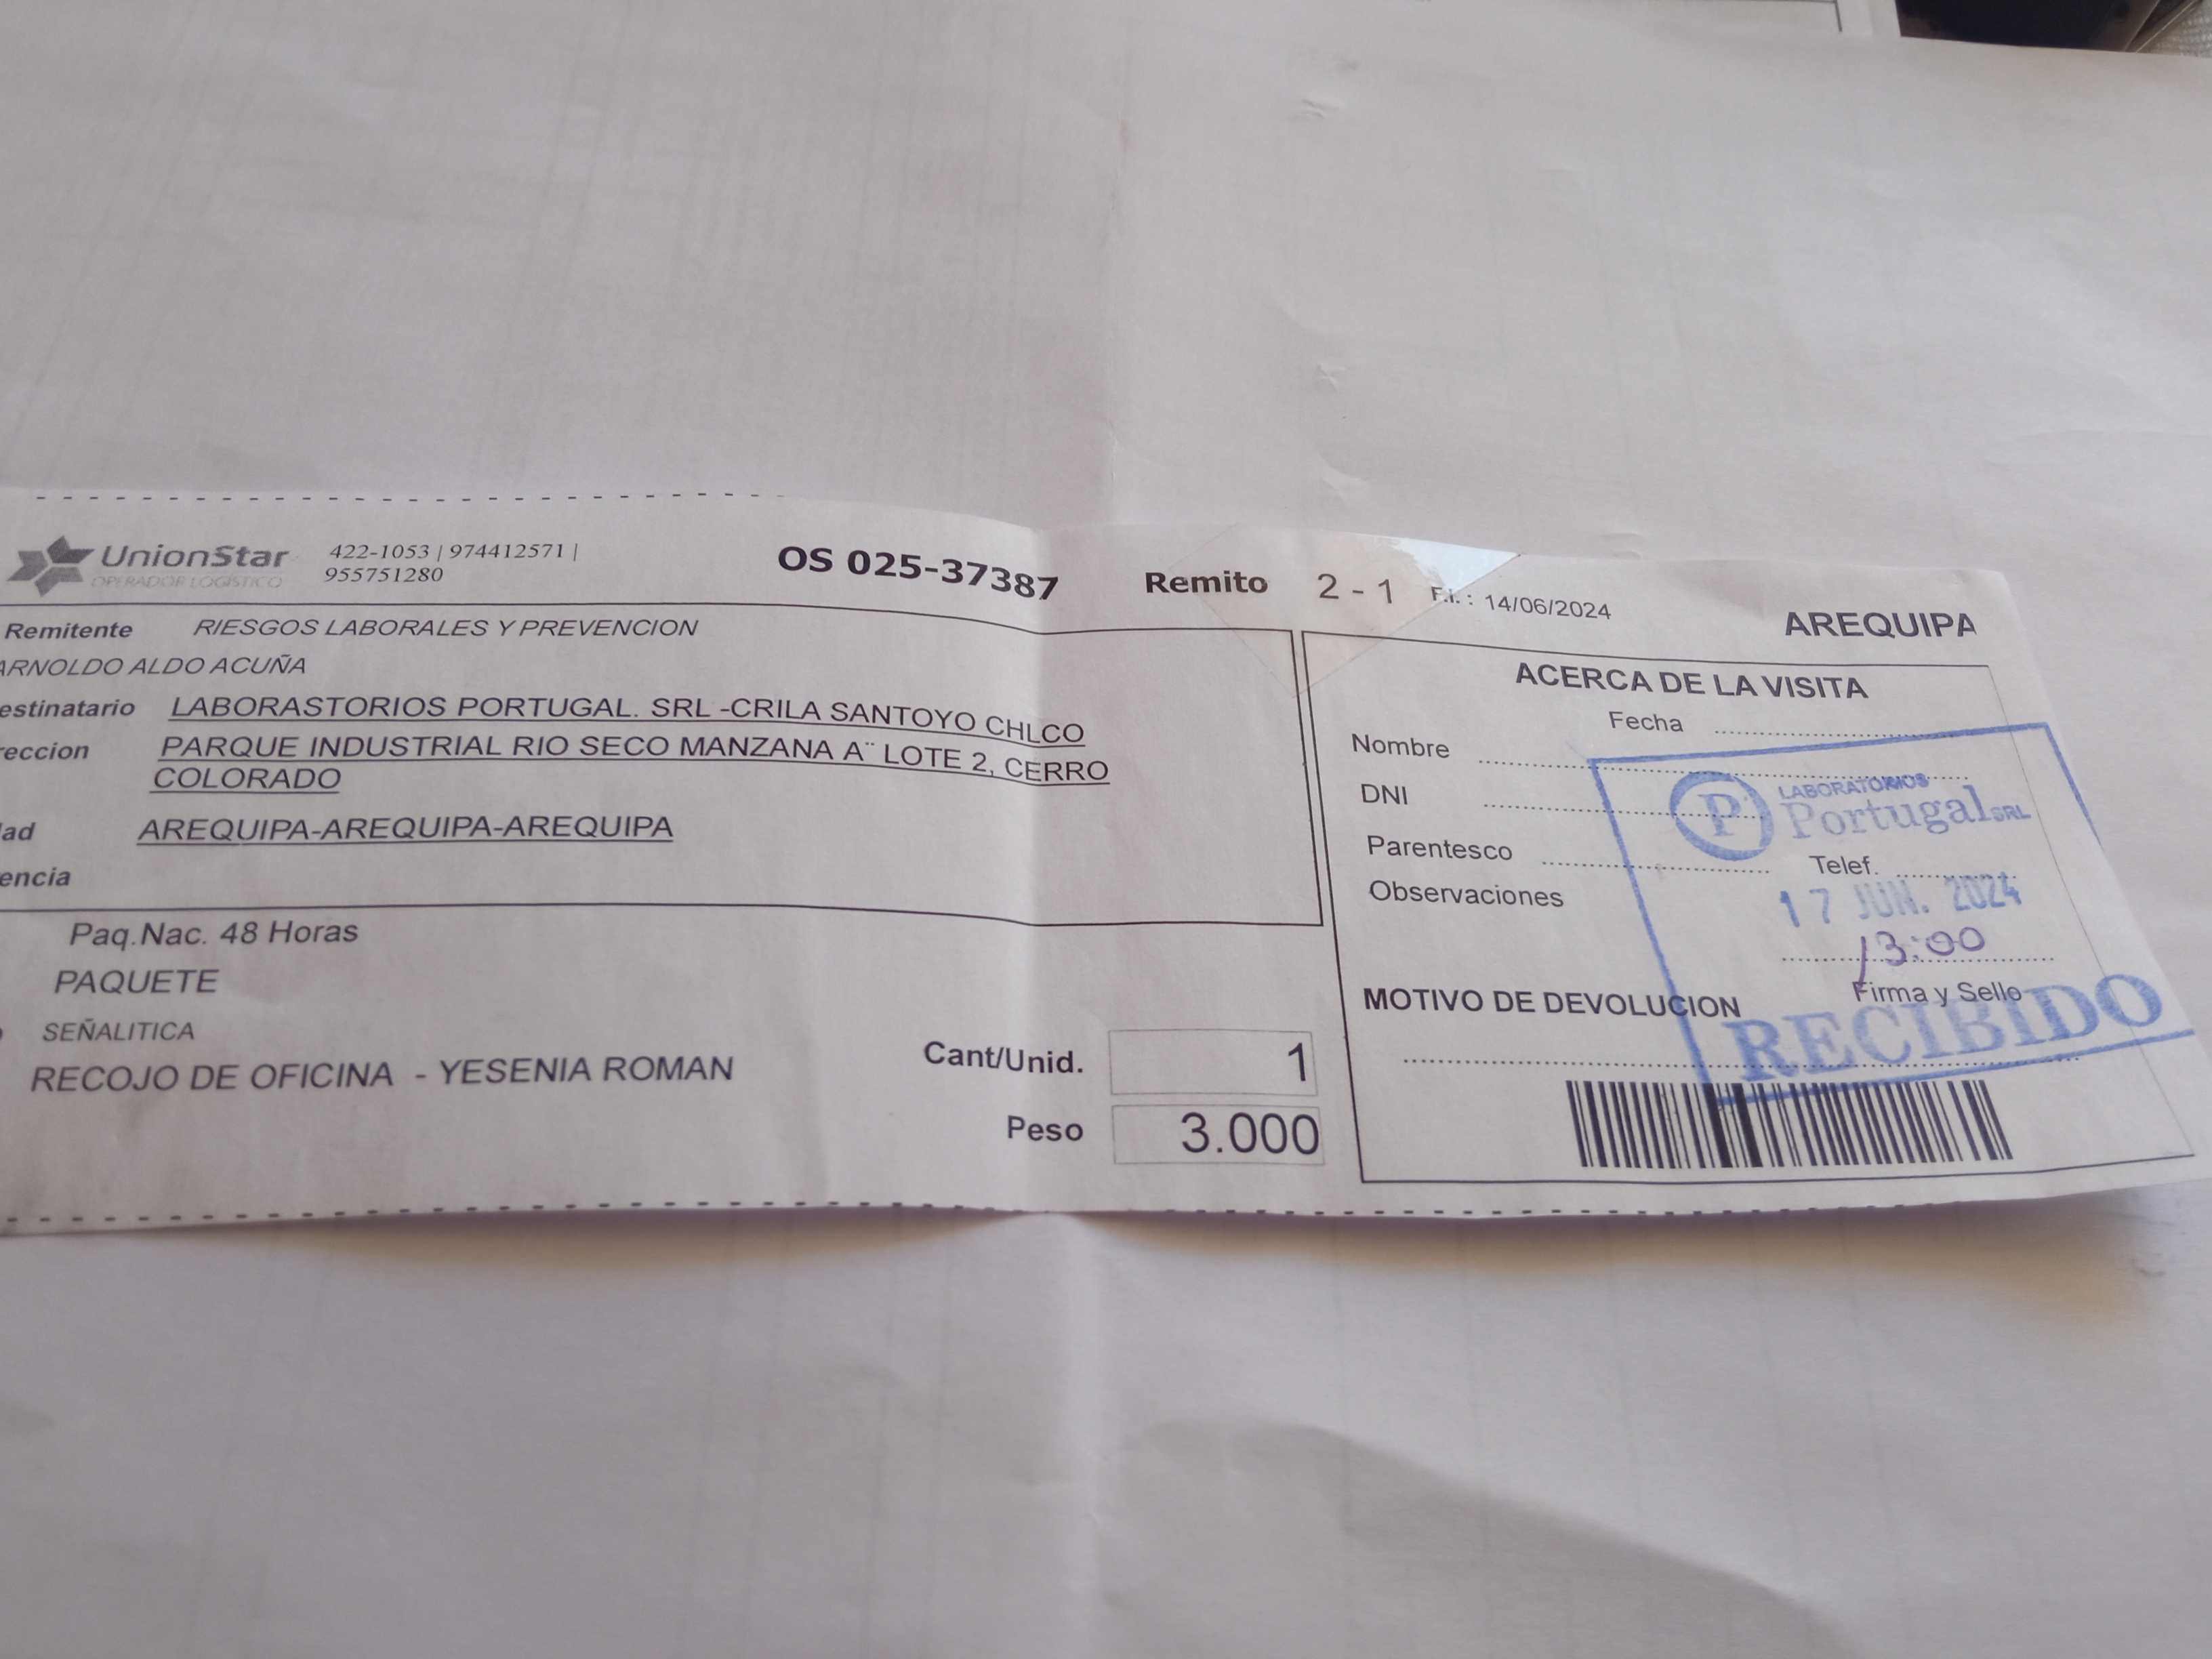 UnionStar
OPERADOR LOGISTICO
422-1053 | 974412571 |
955751280
OS 025-37387
Remito 2 - 1 F.I. : 14/06/2024
AREQUIPA
Remitente RIESGOS LABORALES Y PREVENCION
ARNOLDO ALDO ACUÑA
estinatario LABORASTORIOS PORTUGAL. SRL -CRILA SANTOYO CHLCO
reccion PARQUE INDUSTRIAL RIO SECO MANZANA A¨ LOTE 2, CERRO
COLORADO
ad AREQUIPA-AREQUIPA-AREQUIPA
encia
Paq.Nac. 48 Horas
PAQUETE
SEÑALITICA
RECOJO DE OFICINA - YESENIA ROMAN
Cant/Unid. 1
Peso 3.000
ACERCA DE LA VISITA
Fecha
Nombre
DNI
Parentesco
Telef.
Observaciones
LABORATORIOS
Portugal SRL
17 JUN. 2024
13:00
Firma y Sello
MOTIVO DE DEVOLUCION
RECIBIDO